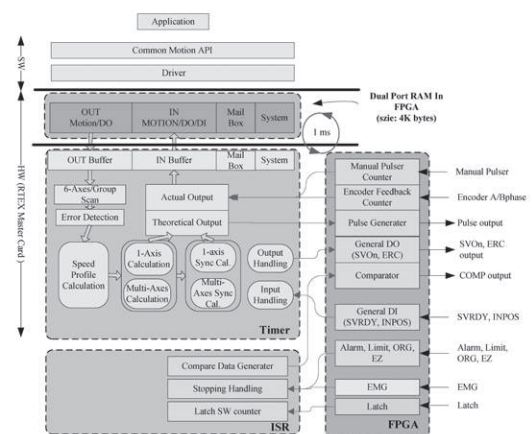 Application
Common Motion API
Driver
SW
HW (RTEX Master Card )
Dual Port RAM In
FPGA
(szie: 4K bytes)
OUT
Motion/DO
IN
MOTION/DO/DI
Mail
Box
System
1 ms
OUT Buffer
IN Buffer
Mail
Box
System
6-Axes/Group
Scan
Error Detection
Actual Output
Theoretical Output
Speed
Profile
Calculation
1-Axis
Calculation
Multi-Axes
Calculation
1-axis
Sync Cal.
Multi-Axes
Sync Cal.
Output
Handling
Input
Handling
Timer
Manual Pulser
Counter
Encoder Feedback
Counter
Pulse Generator
General DO
(SVOn, ERC)
Comparator
General DI
(SVRDY, INPOS)
Alarm, Limit, ORG,
EZ
EMG
Latch
FPGA
Manual Pulser
Encoder A/Bphase
Pulse output
SVOn, ERC
output
COMP output
SVRDY, INPOS
Alarm, Limit,
ORG, EZ
EMG
Latch
Compare Data Generator
Stopping Handling
Latch SW counter
ISR